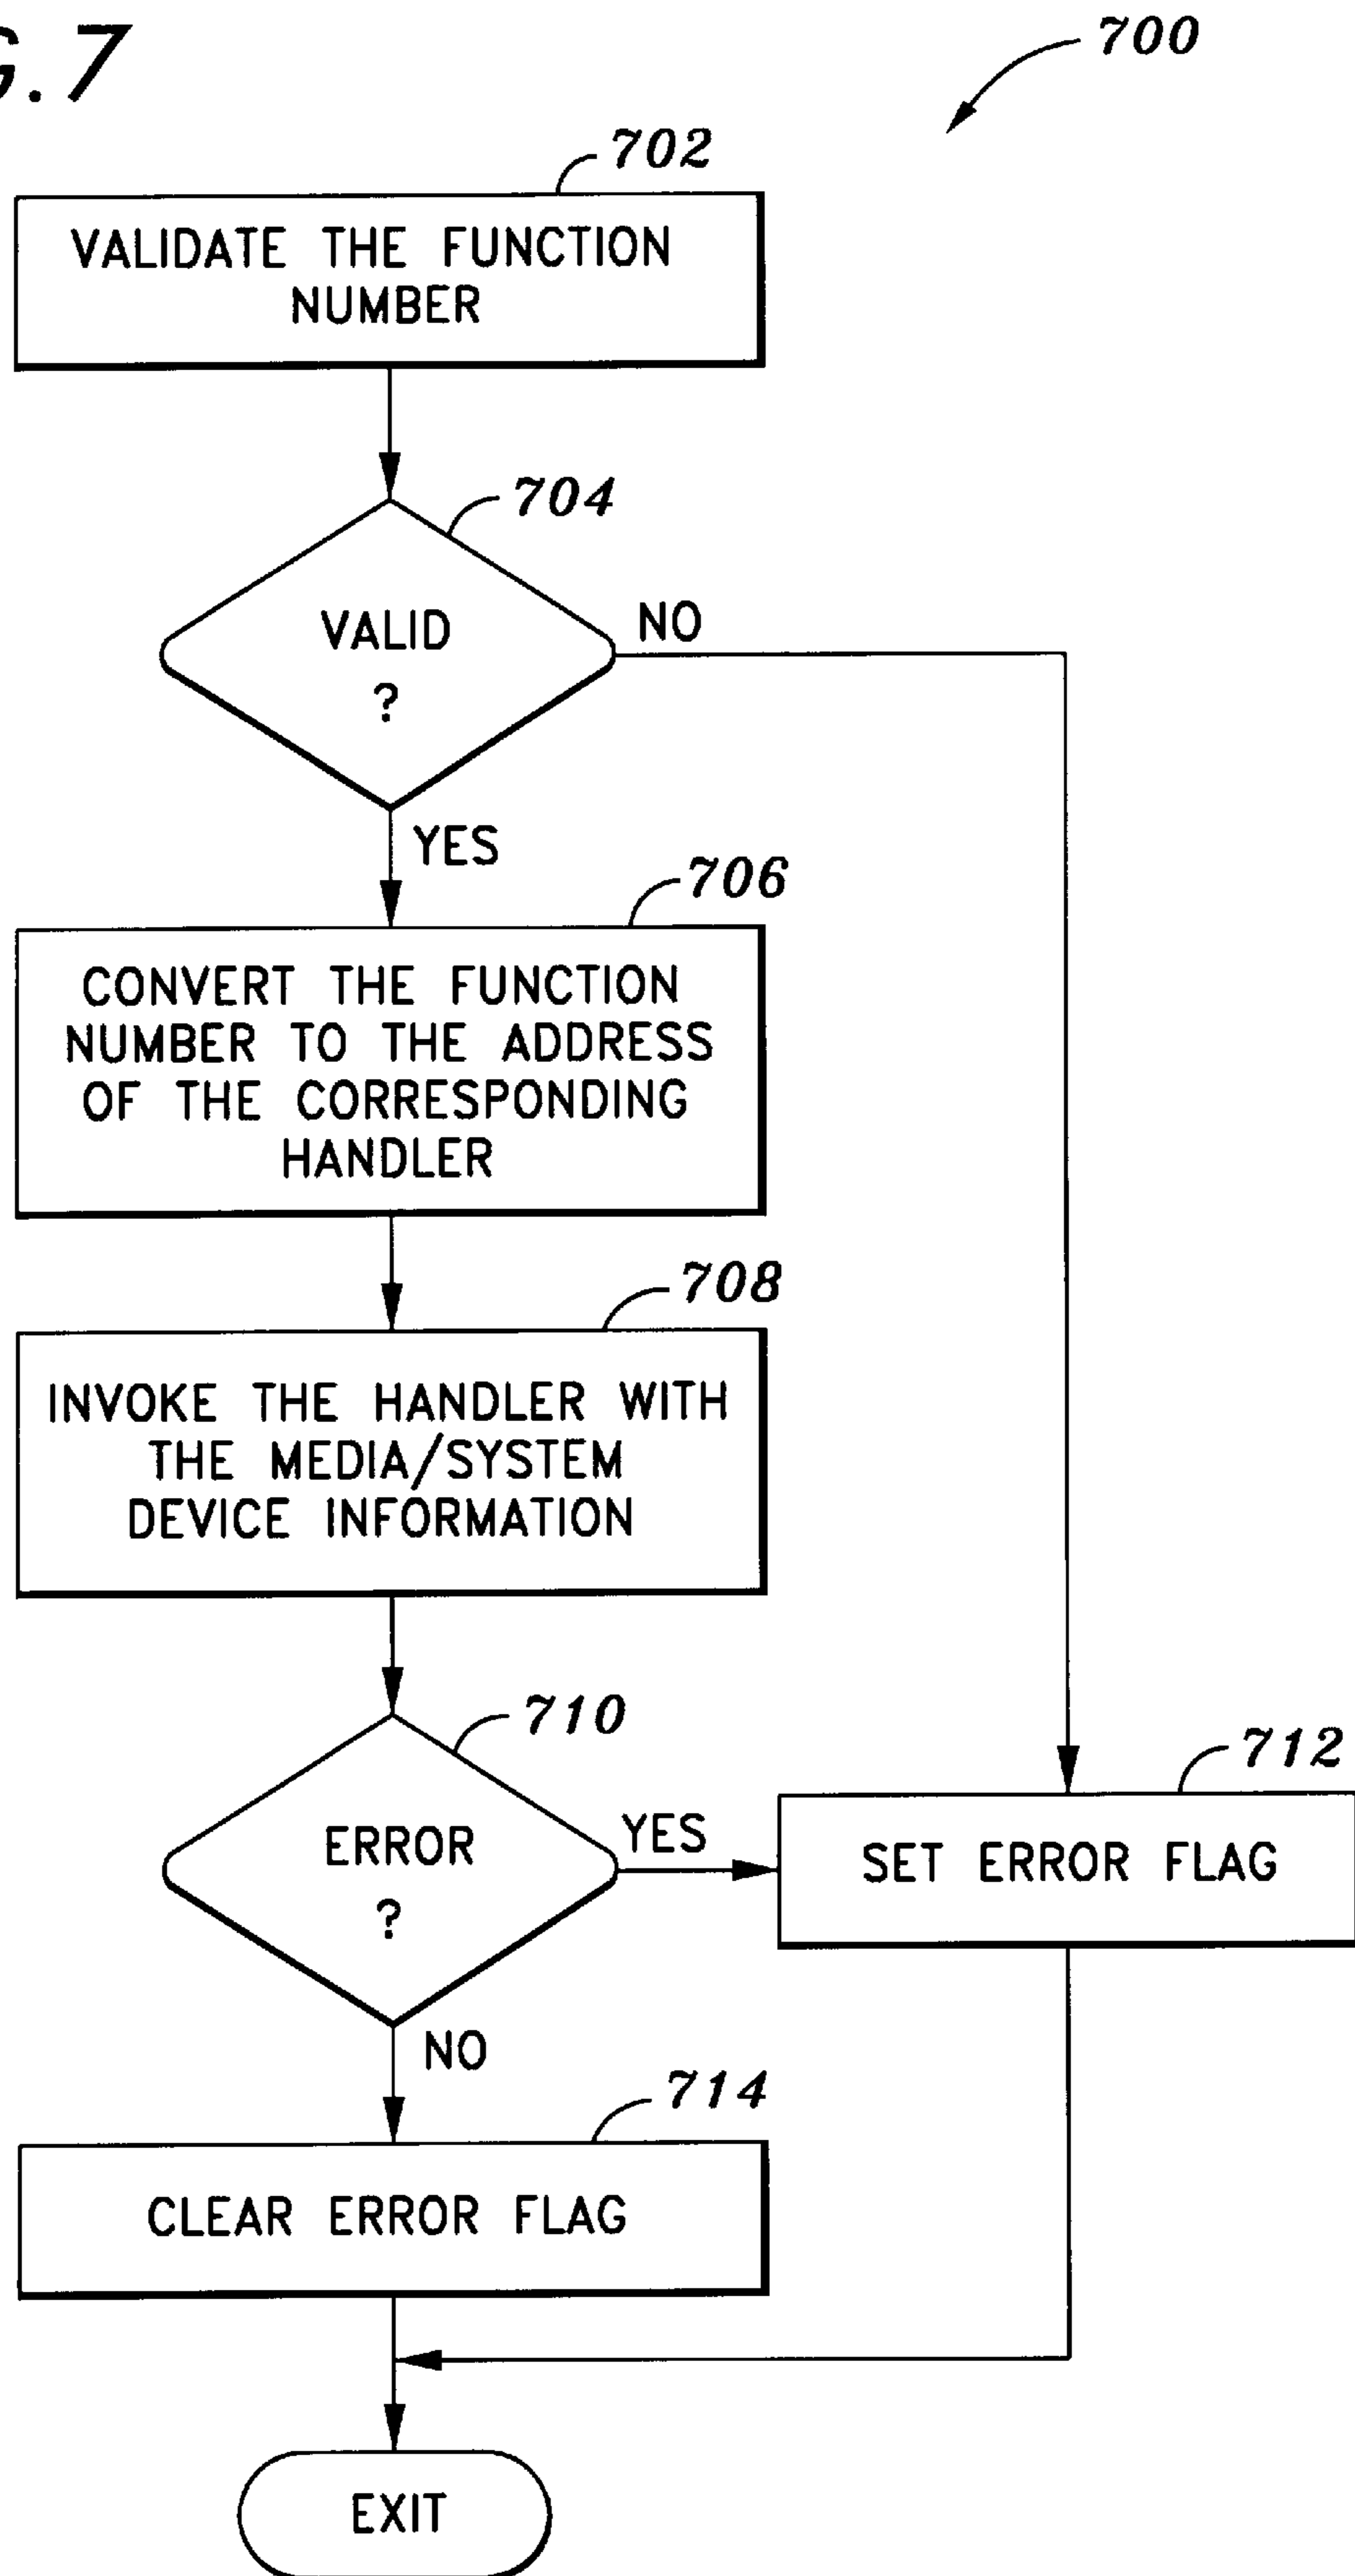 G.7
700
702
VALIDATE THE FUNCTION
NUMBER
704
VALID
?
NO
YES
706
CONVERT THE FUNCTION
NUMBER TO THE ADDRESS
OF THE CORRESPONDING
HANDLER
708
INVOKE THE HANDLER WITH
THE MEDIA/SYSTEM
DEVICE INFORMATION
710
ERROR
?
YES
712
SET ERROR FLAG
NO
714
CLEAR ERROR FLAG
EXIT